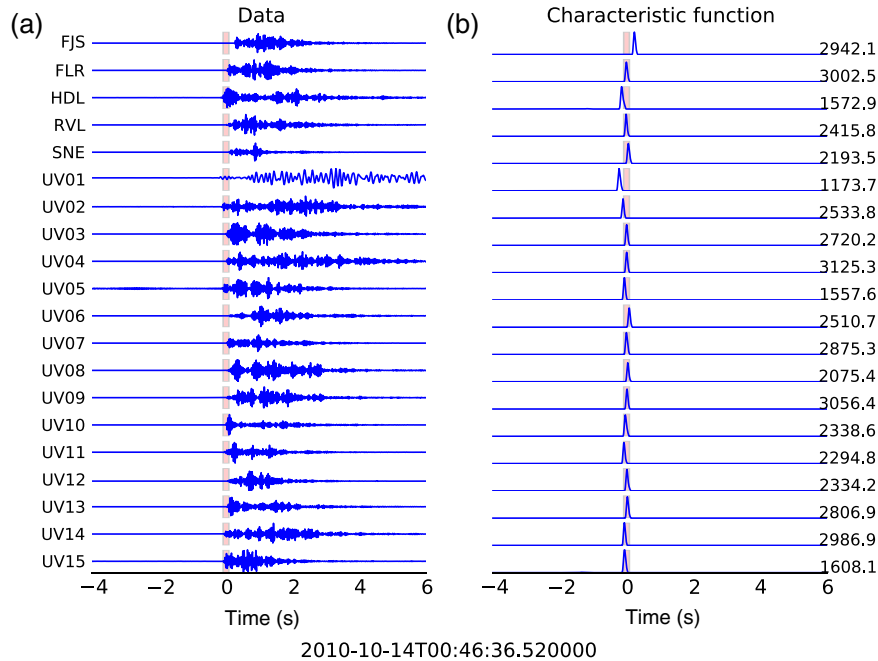 (a) Data
(b) Characteristic function
FJS 2942.1
FLR 3002.5
HDL 1572.9
RVL 2415.8
SNE 2193.5
UV01 1173.7
UV02 2533.8
UV03 2720.2
UV04 3125.3
UV05 1557.6
UV06 2510.7
UV07 2875.3
UV08 2075.4
UV09 3056.4
UV10 2338.6
UV11 2294.8
UV12 2334.2
UV13 2806.9
UV14 2986.9
UV15 1608.1
−4 −2 0 2 4 6 −4 −2 0 2 4 6
Time (s) Time (s)
2010-10-14T00:46:36.520000